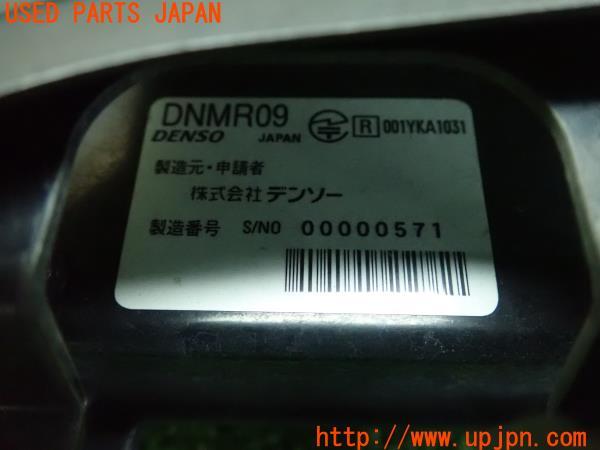 USED PARTS JAPAN
DNMR09 R 001YKA1031
DENSO JAPAN
製造元・申請者
株式会社 デンソー
製造番号 S/NO 00000571
http://www.upjpn.com